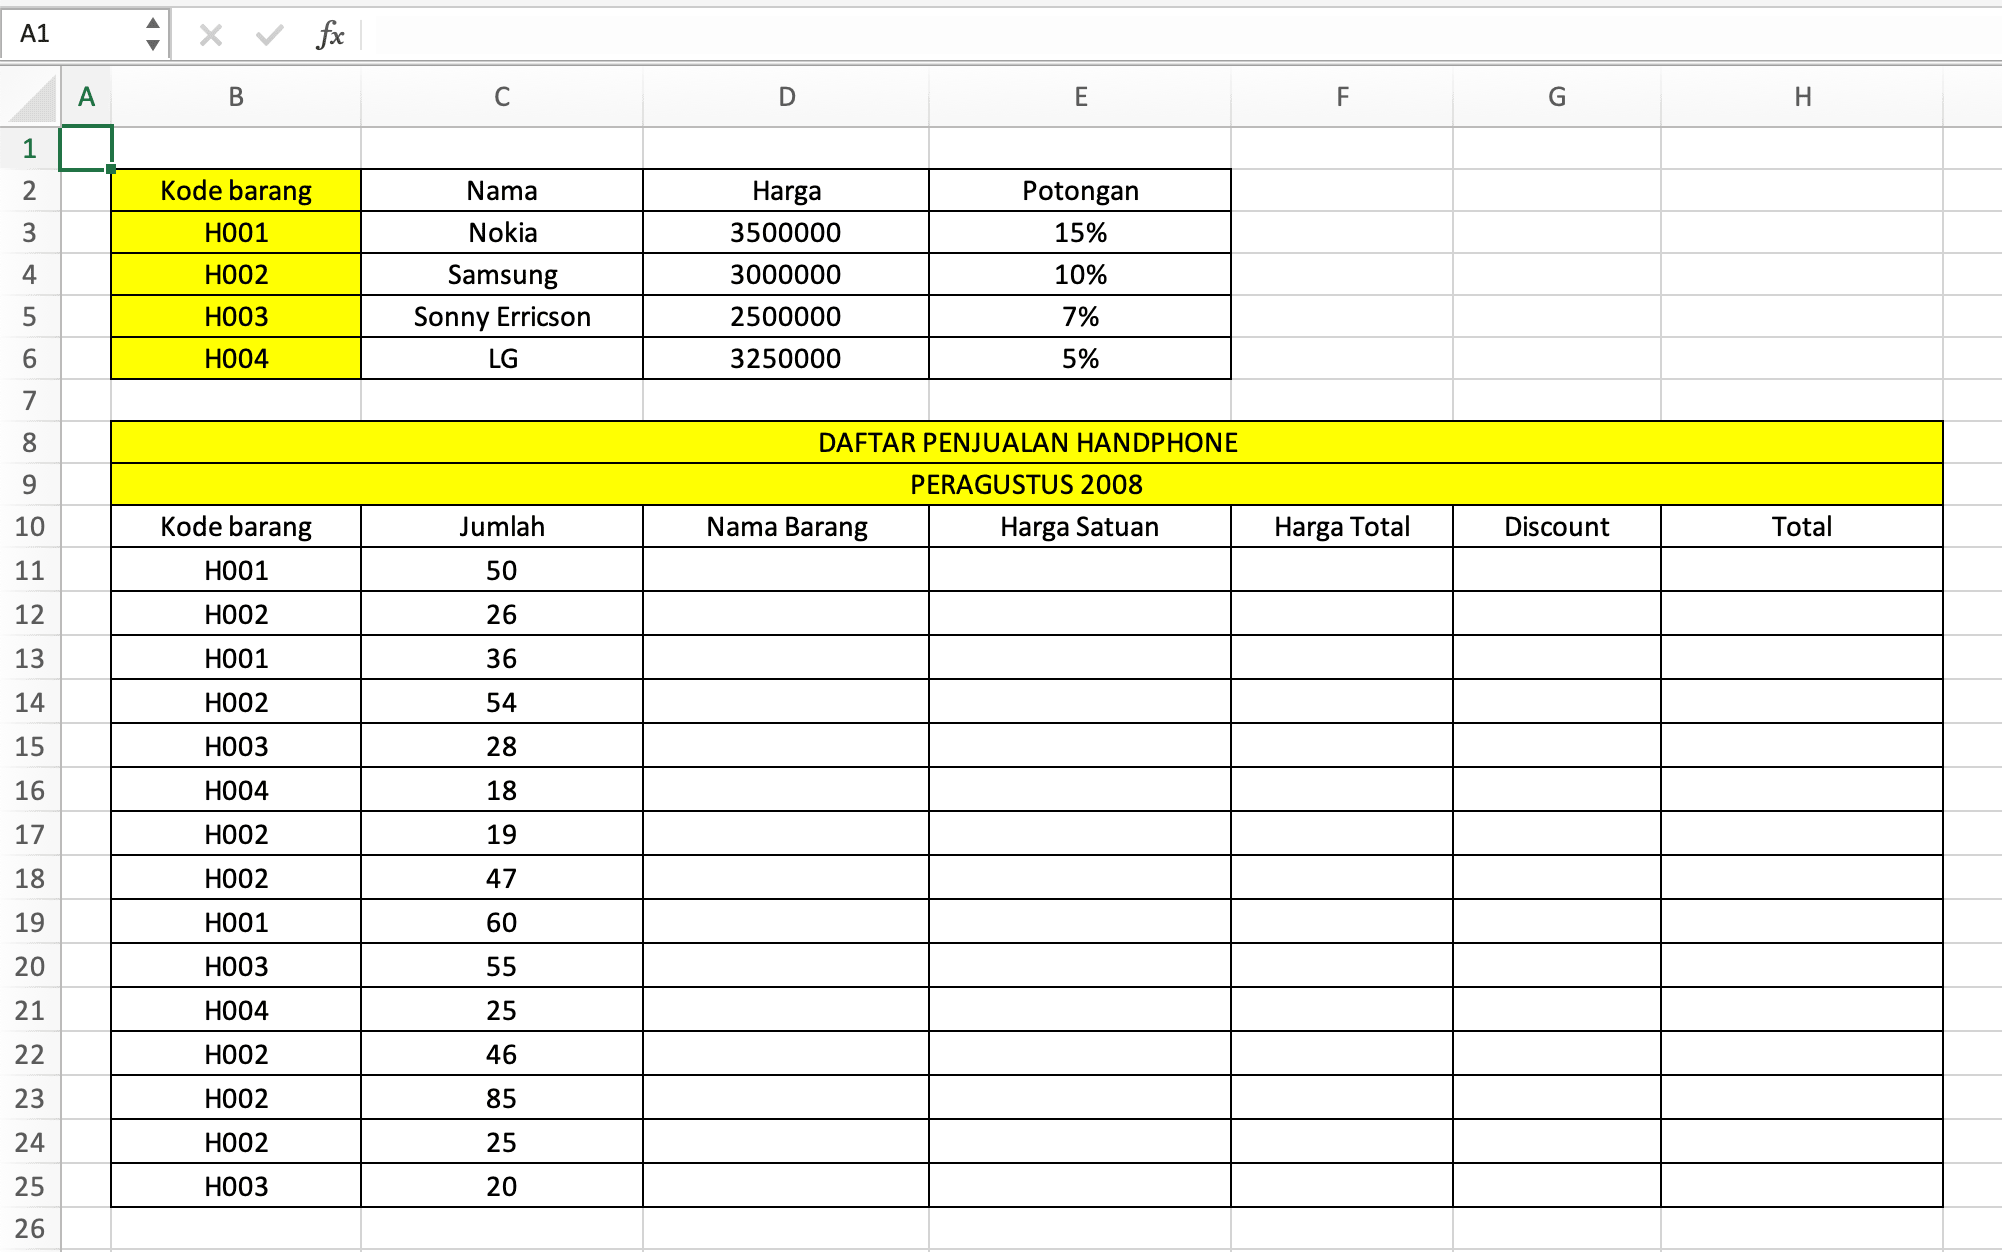 A1 fx
A B C D E F G H
1
2 Kode barang Nama Harga Potongan
3 H001 Nokia 3500000 15%
4 H002 Samsung 3000000 10%
5 H003 Sonny Erricson 2500000 7%
6 H004 LG 3250000 5%
7
8 DAFTAR PENJUALAN HANDPHONE
9 PERAGUSTUS 2008
10 Kode barang Jumlah Nama Barang Harga Satuan Harga Total Discount Total
11 H001 50
12 H002 26
13 H001 36
14 H002 54
15 H003 28
16 H004 18
17 H002 19
18 H002 47
19 H001 60
20 H003 55
21 H004 25
22 H002 46
23 H002 85
24 H002 25
25 H003 20
26